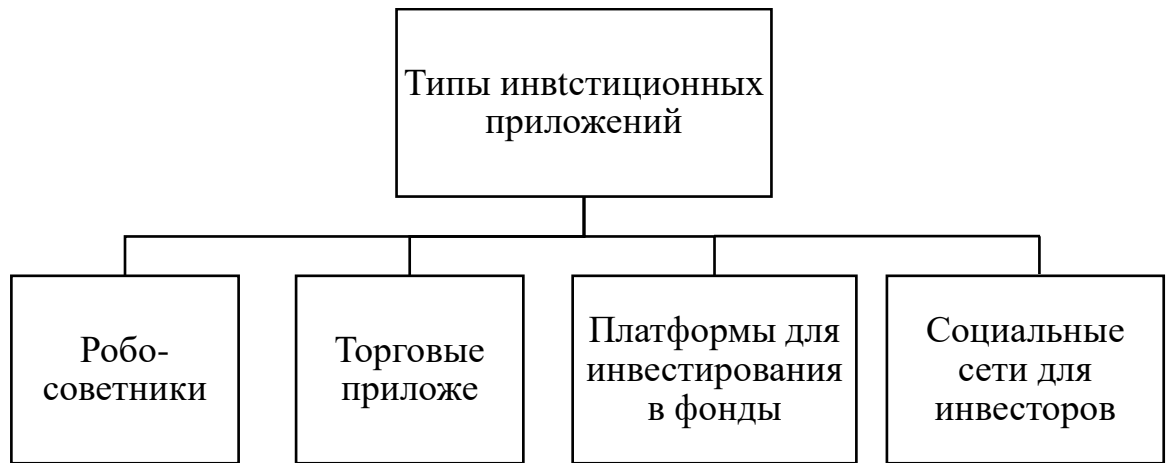 Типы инвtстиционных
приложений
Робо-
советники
Торговые
приложе
Платформы для
инвестирования
в фонды
Социальные
сети для
инвесторов